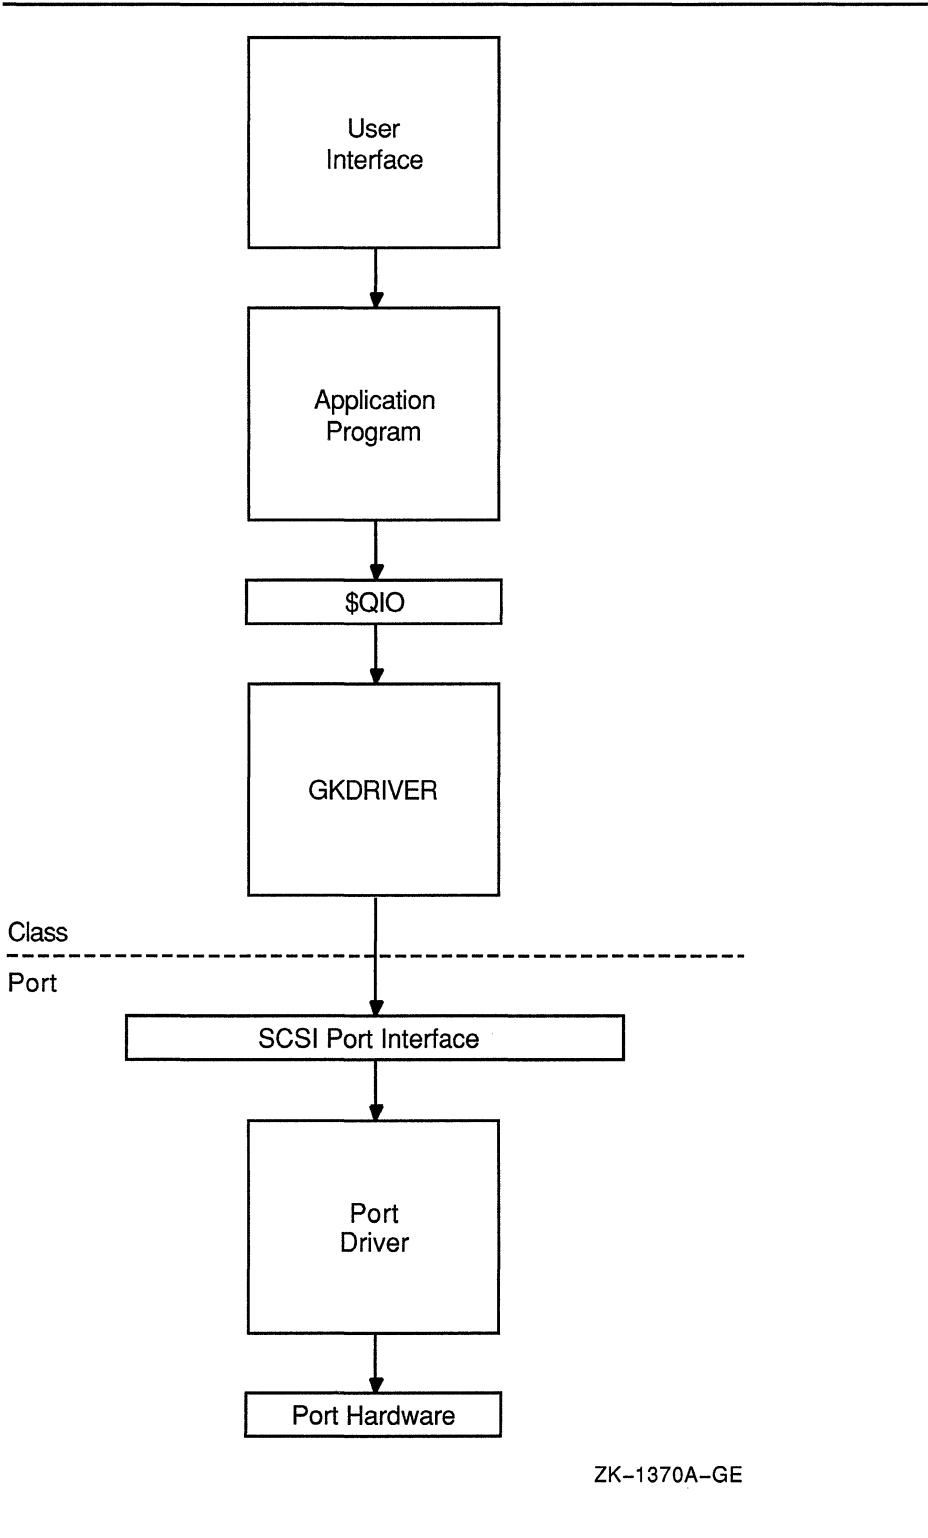 User
Interface
Application
Program
$QIO
GKDRIVER
Class
Port
SCSI Port Interface
Port
Driver
Port Hardware
ZK–1370A–GE